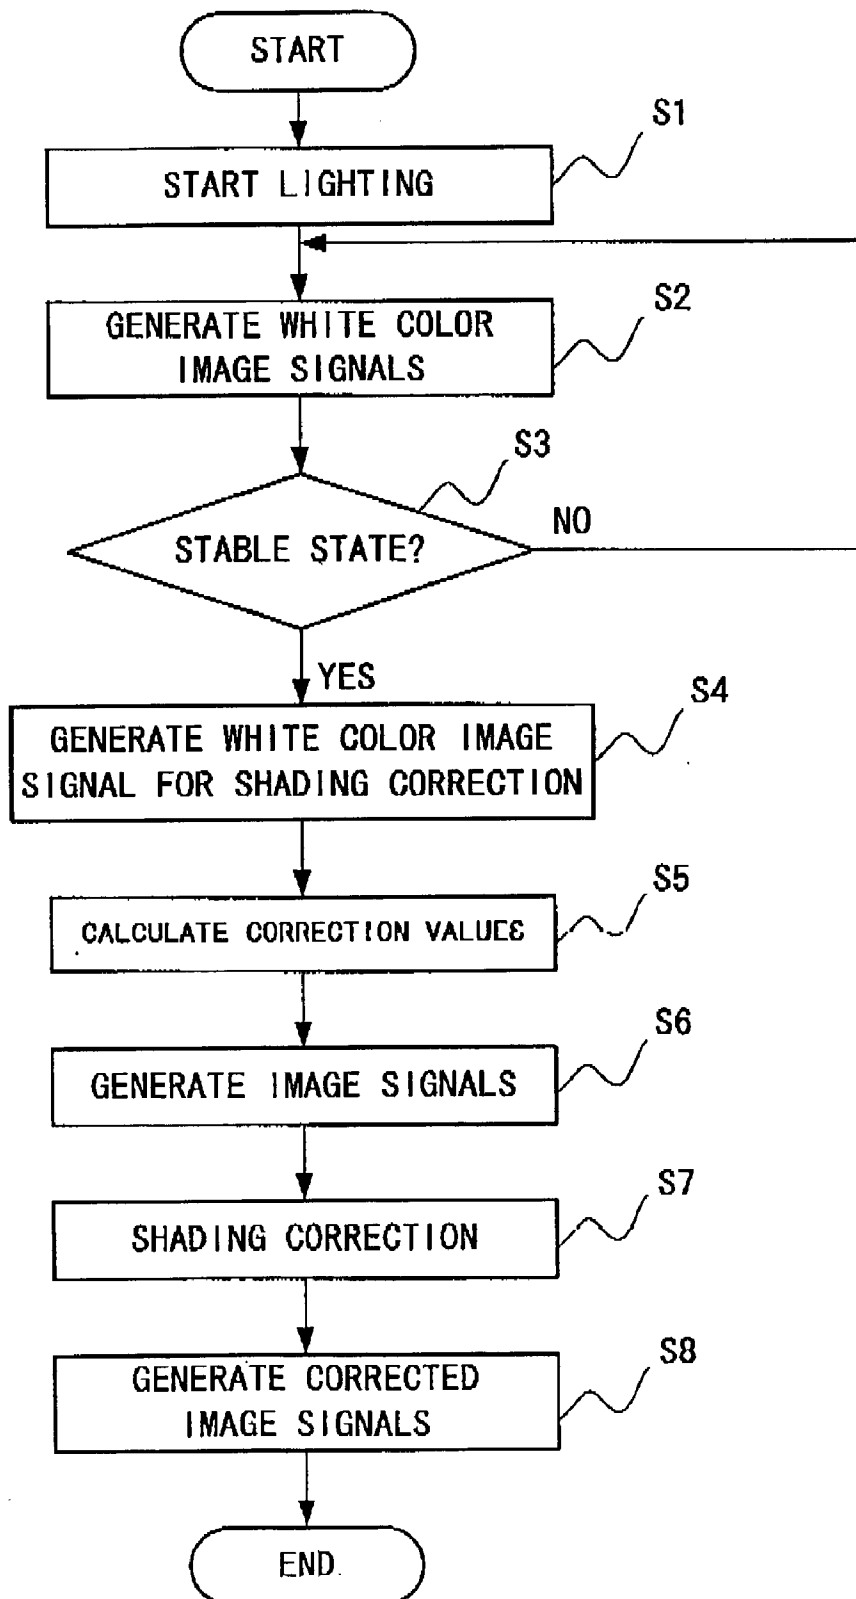 START
S1
START LIGHTING
S2
GENERATE WHITE COLOR
IMAGE SIGNALS
S3
STABLE STATE?
NO
YES
S4
GENERATE WHITE COLOR IMAGE
SIGNAL FOR SHADING CORRECTION
S5
CALCULATE CORRECTION VALUES
S6
GENERATE IMAGE SIGNALS
S7
SHADING CORRECTION
S8
GENERATE CORRECTED
IMAGE SIGNALS
END